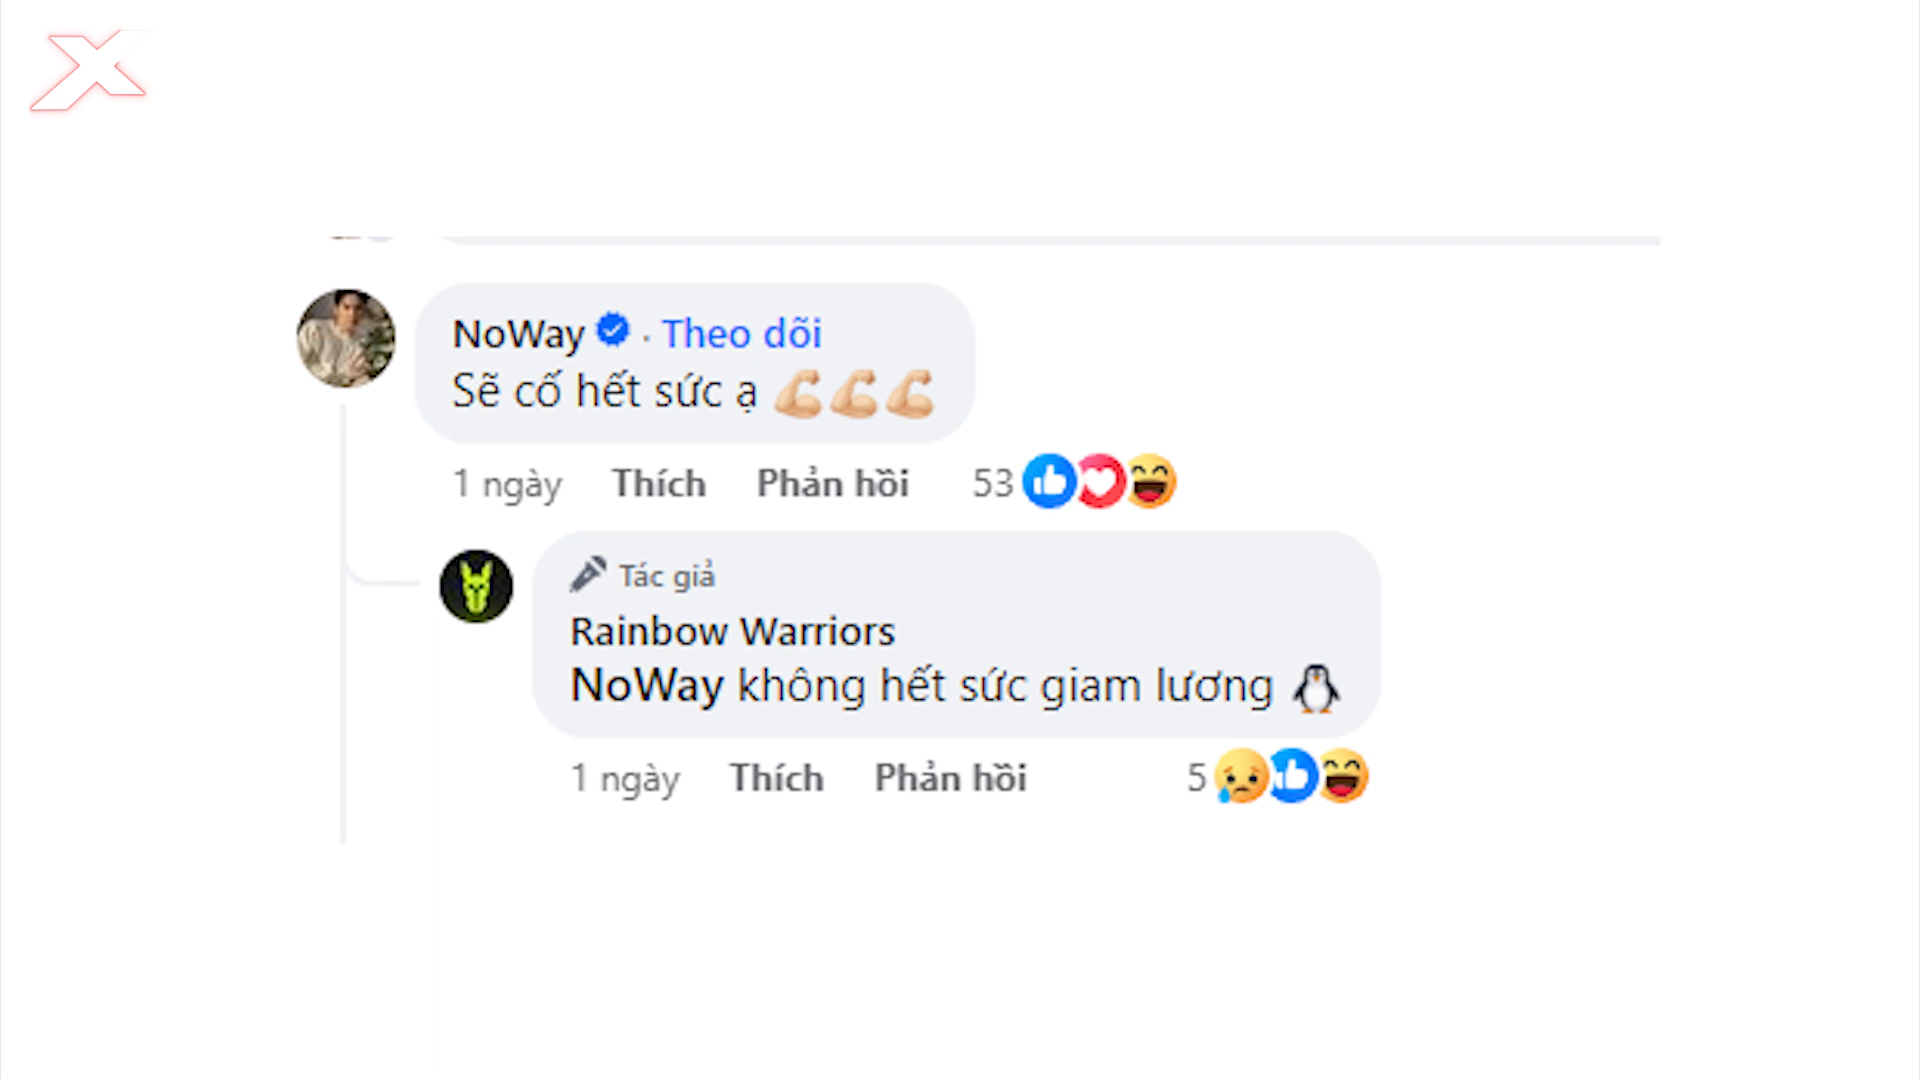 NoWay · Theo dõi
Sẽ cố hết sức ạ 💪🏼💪🏼💪🏼
1 ngày Thích Phản hồi 53
Tác giả
Rainbow Warriors
NoWay không hết sức giam lương 🐧
1 ngày Thích Phản hồi 5